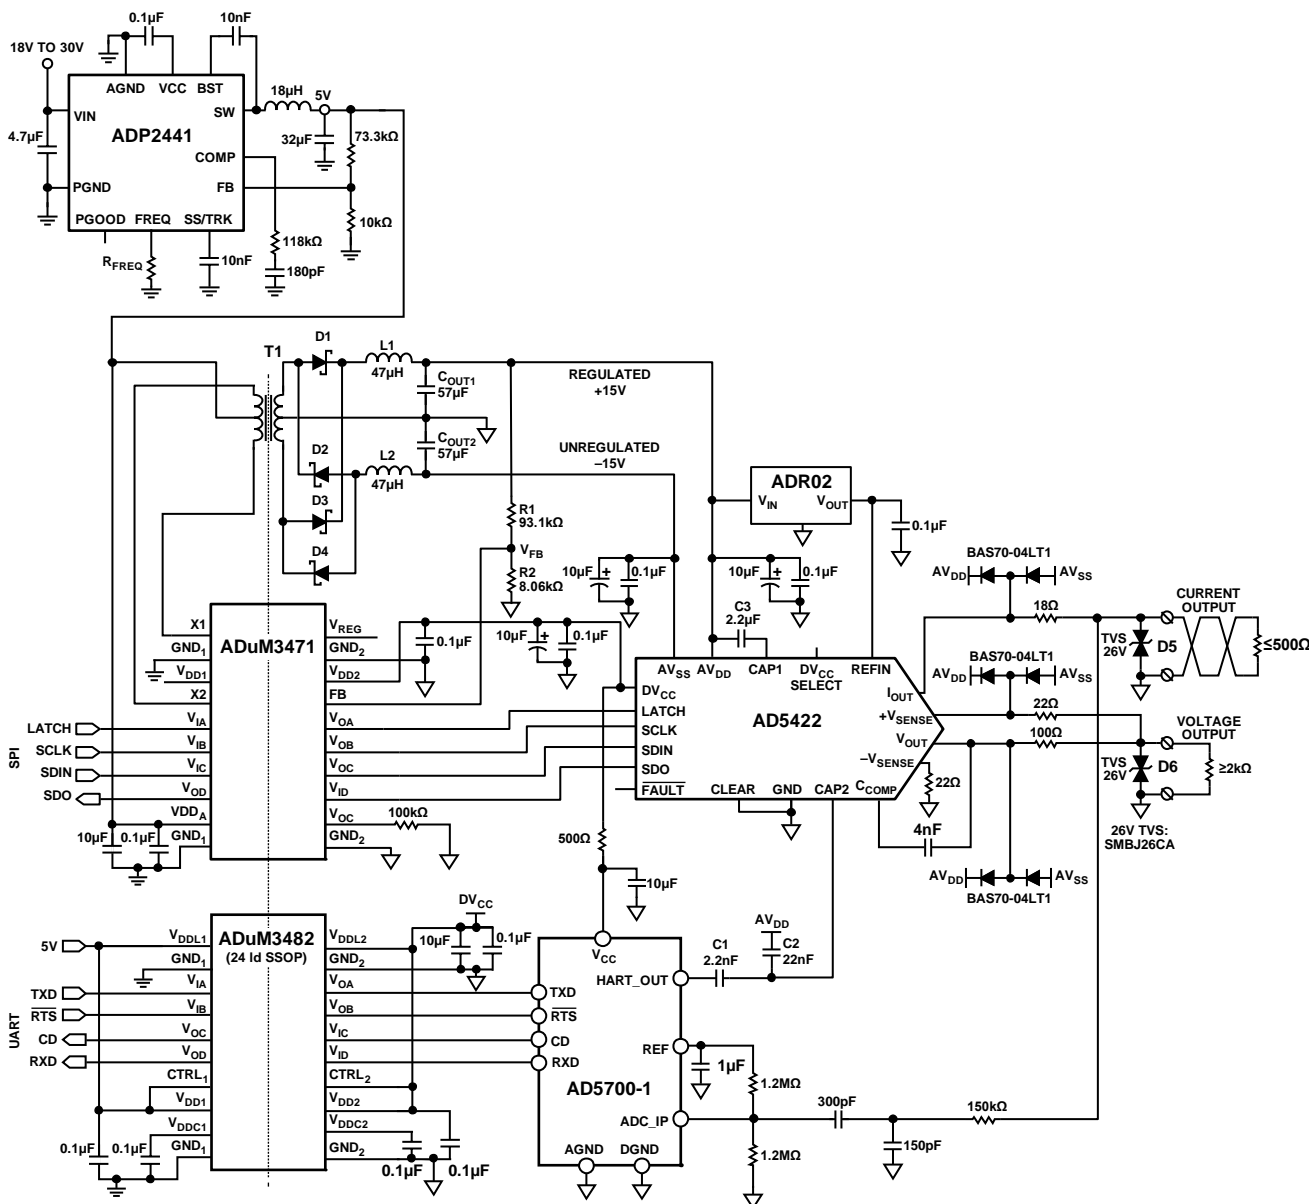 0.1µF
10nF
18V TO 30V
AGND
VCC
BST
VIN
SW
18µH
5V
ADP2441
4.7µF
32µF
73.3kΩ
COMP
PGND
FB
PGOOD
FREQ
SS/TRK
10kΩ
118kΩ
RFREQ
10nF
180pF
T1
D1
L1
47µH
COUT1
57µF
REGULATED
+15V
COUT2
57µF
D2
L2
47µH
UNREGULATED
–15V
D3
D4
R1
93.1kΩ
VFB
R2
8.06kΩ
ADR02
VIN
VOUT
0.1µF
10µF
+
0.1µF
10µF
+
0.1µF
C3
2.2µF
BAS70-04LT1
AVDD
AVSS
18Ω
CURRENT
OUTPUT
TVS
26V
D5
≤500Ω
BAS70-04LT1
AVDD
AVSS
22Ω
100Ω
VOLTAGE
OUTPUT
TVS
26V
D6
≥2kΩ
26V TVS:
SMBJ26CA
ADuM3471
X1
GND1
VDD1
X2
VIA
VIB
VIC
VOD
VDDA
GND1
VREG
GND2
VDD2
FB
VOA
VOB
VOC
VID
VOC
GND2
0.1µF
10µF
+
0.1µF
100kΩ
SPI
LATCH
SCLK
SDIN
SDO
10µF
0.1µF
AVSS
AVDD
CAP1
DVCC
SELECT
REFIN
DVCC
LATCH
SCLK
SDIN
SDO
FAULT
AD5422
IOUT
+VSENSE
VOUT
–VSENSE
CCOMP
CLEAR
GND
CAP2
22Ω
4nF
AVDD
AVSS
BAS70-04LT1
500Ω
10µF
ADuM3482
(24 ld SSOP)
UART
5V
TXD
RTS
CD
RXD
VDDL1
GND1
VIA
VIB
VOC
VOD
CTRL1
VDD1
VDDC1
GND1
VDDL2
GND2
VOA
VOB
VIC
VID
CTRL2
VDD2
VDDC2
GND2
0.1µF
0.1µF
0.1µF
0.1µF
DVCC
10µF
0.1µF
VCC
TXD
RTS
CD
RXD
AD5700-1
HART_OUT
REF
ADC_IP
AGND
DGND
C1
2.2nF
AVDD
C2
22nF
1µF
1.2MΩ
1.2MΩ
300pF
150kΩ
150pF